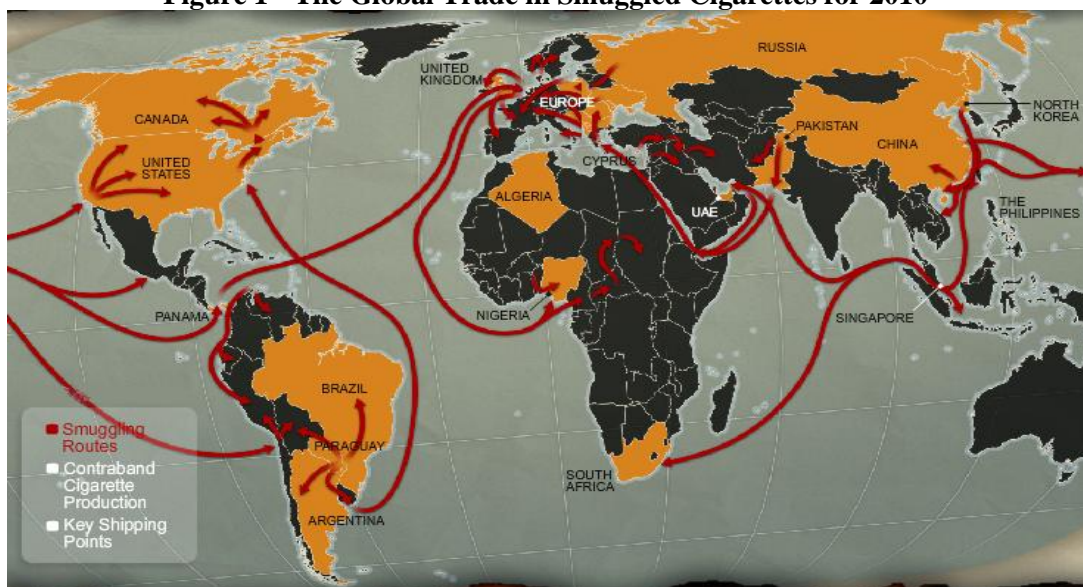 Figure 1 - The Global Trade in Smuggled Cigarettes for 2010
RUSSIA
UNITED
KINGDOM
EUROPE
CANADA
NORTH
KOREA
PAKISTAN
CHINA
UNITED
STATES
CYPRUS
ALGERIA
UAE
THE
PHILIPPINES
PANAMA
NIGERIA
SINGAPORE
BRAZIL
PARAGUAY
SOUTH
AFRICA
ARGENTINA
Smuggling
Routes
Contraband
Cigarette
Production
Key Shipping
Points